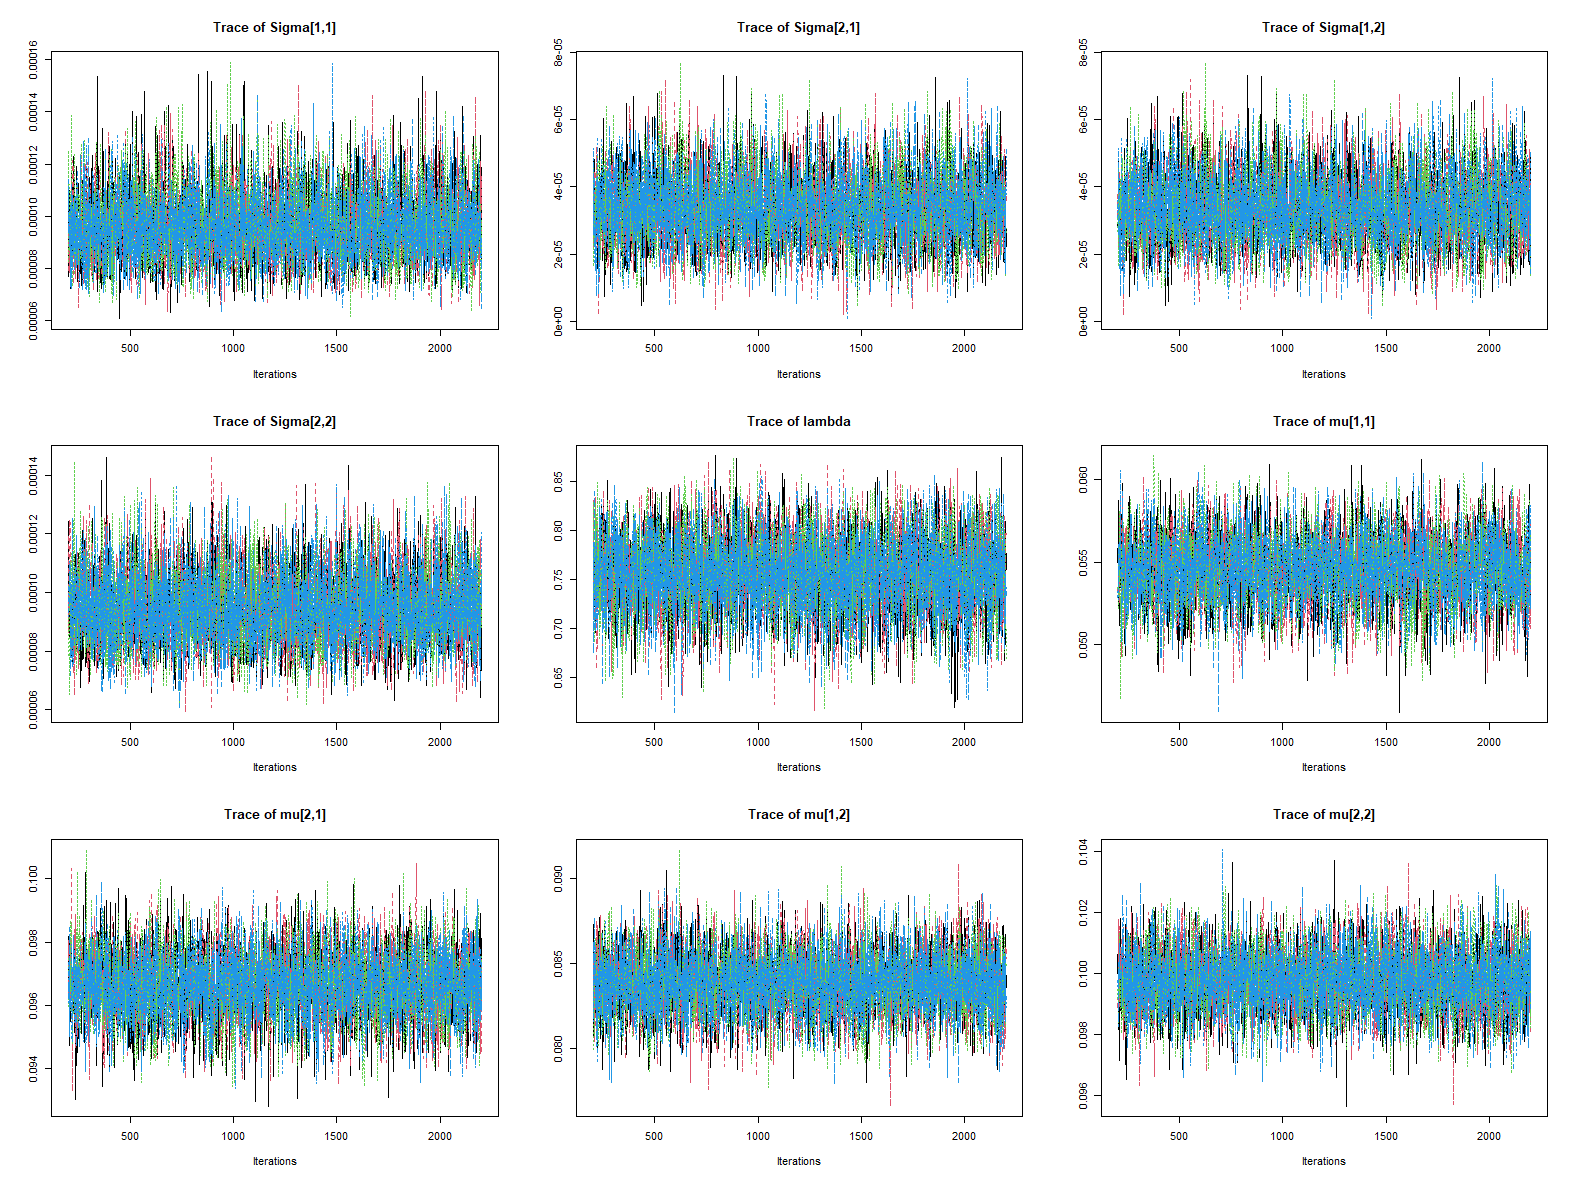 Trace of Sigma[1,1]
0.00006 0.00008 0.00010 0.00012 0.00014 0.00016
500 1000 1500 2000
Iterations
Trace of Sigma[2,1]
0e+00 2e-05 4e-05 6e-05 8e-05
500 1000 1500 2000
Iterations
Trace of Sigma[1,2]
0e+00 2e-05 4e-05 6e-05 8e-05
500 1000 1500 2000
Iterations
Trace of Sigma[2,2]
0.00006 0.00008 0.00010 0.00012 0.00014
500 1000 1500 2000
Iterations
Trace of lambda
0.65 0.70 0.75 0.80 0.85
500 1000 1500 2000
Iterations
Trace of mu[1,1]
0.050 0.055 0.060
500 1000 1500 2000
Iterations
Trace of mu[2,1]
0.094 0.096 0.098 0.100
500 1000 1500 2000
Iterations
Trace of mu[1,2]
0.080 0.085 0.090
500 1000 1500 2000
Iterations
Trace of mu[2,2]
0.096 0.098 0.100 0.102 0.104
500 1000 1500 2000
Iterations